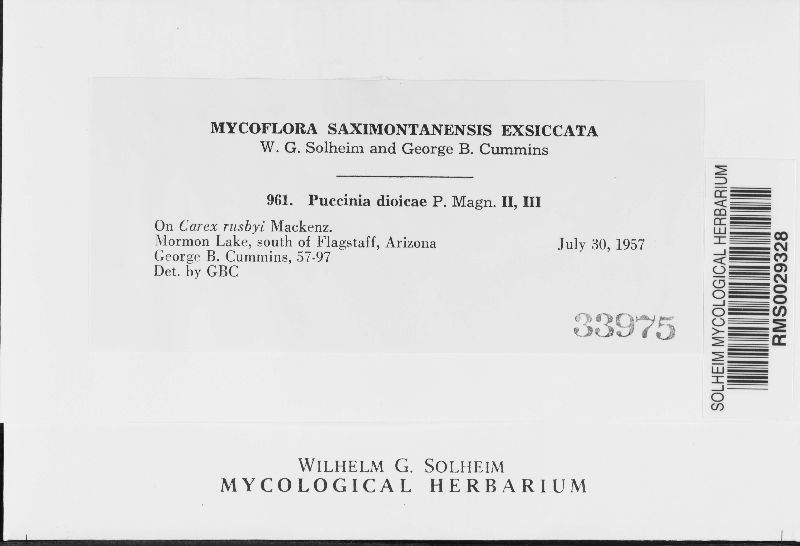 MYCOFLORA SAXIMONTANENSIS EXSICCATA
W. G. Solheim and George B. Cummins
961. Puccinia dioicae P. Magn. II, III
On Carex rusbyi Mackenz.
Mormon Lake, south of Flagstaff, Arizona July 30, 1957
George B. Cummins, 57-97
Det. by GBC
33975
SOLHEIM MYCOLOGICAL HERBARIUM
RMS0029328
WILHELM G. SOLHEIM
MYCOLOGICAL HERBARIUM